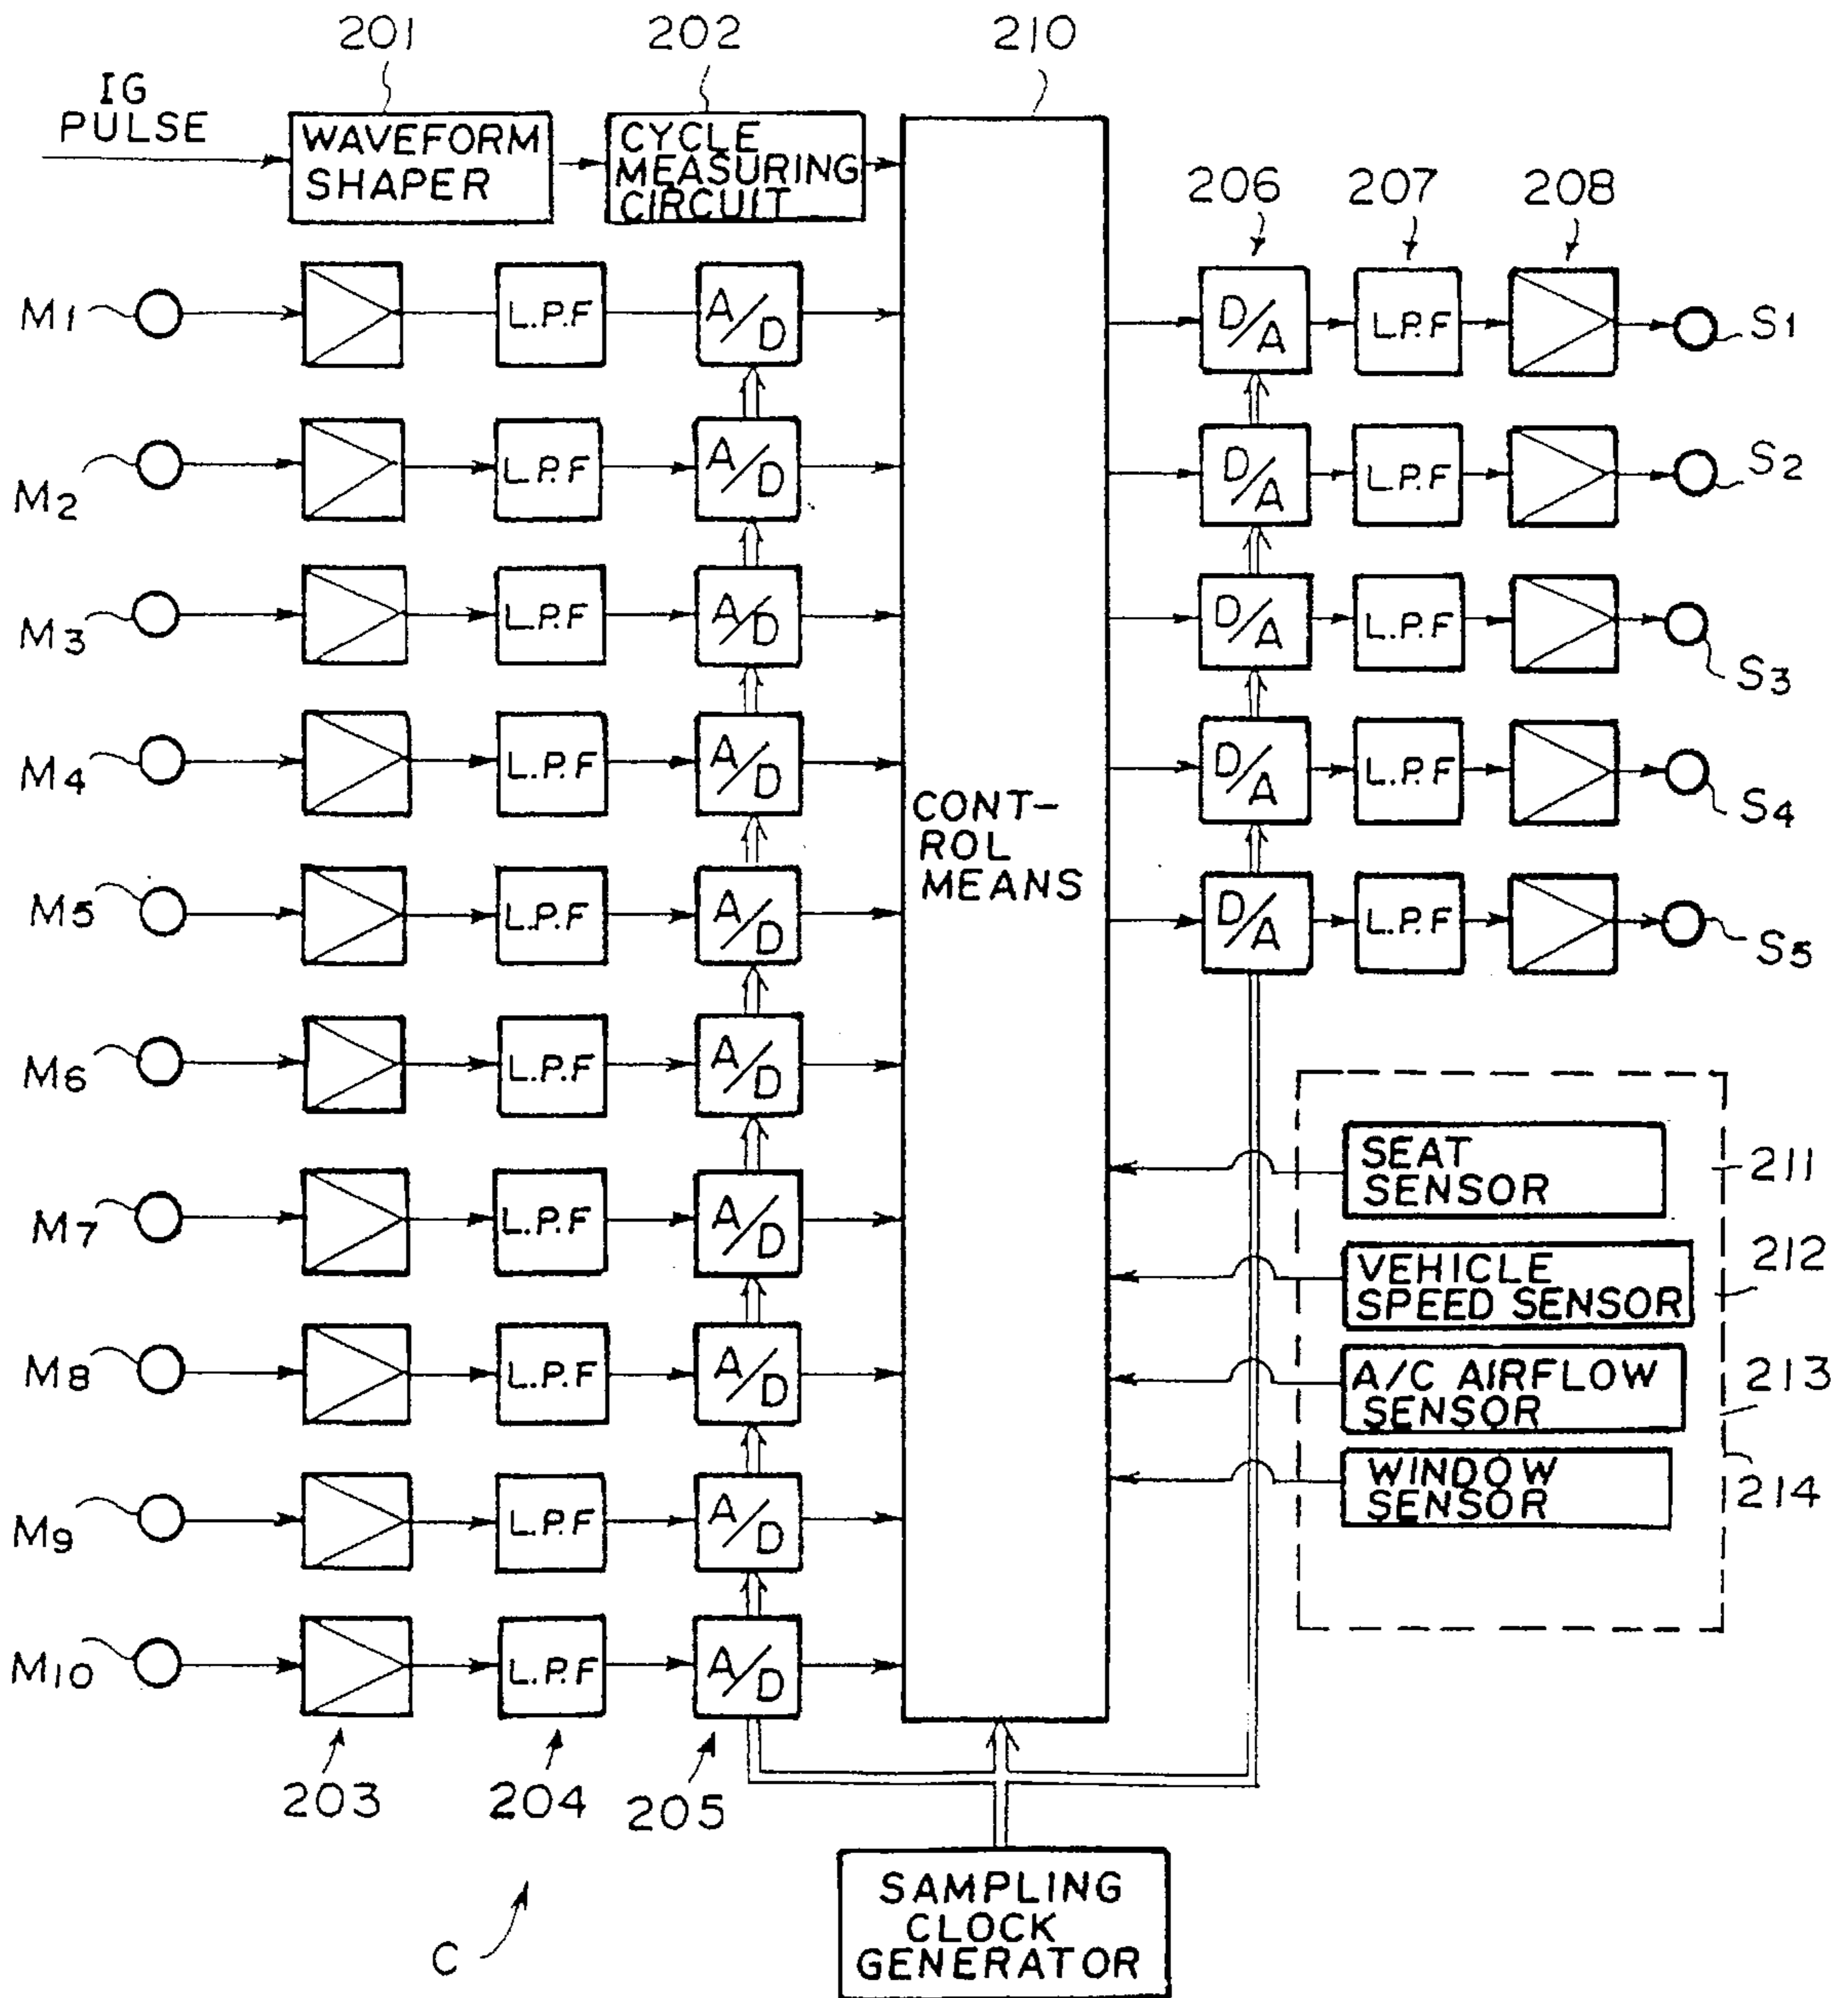 201
202
210
IG
PULSE
WAVEFORM
SHAPER
CYCLE
MEASURING
CIRCUIT
206
207
208
M1
L.P.F
A/D
D/A
L.P.F
S1
M2
L.P.F
A/D
D/A
L.P.F
S2
M3
L.P.F
A/D
D/A
L.P.F
S3
M4
L.P.F
A/D
D/A
L.P.F
S4
CONT-
ROL
MEANS
M5
L.P.F
A/D
D/A
L.P.F
S5
M6
L.P.F
A/D
M7
L.P.F
A/D
M8
L.P.F
A/D
M9
L.P.F
A/D
M10
L.P.F
A/D
SEAT
SENSOR
211
VEHICLE
SPEED SENSOR
212
A/C AIRFLOW
SENSOR
213
WINDOW
SENSOR
214
203
204
205
C
SAMPLING
CLOCK
GENERATOR